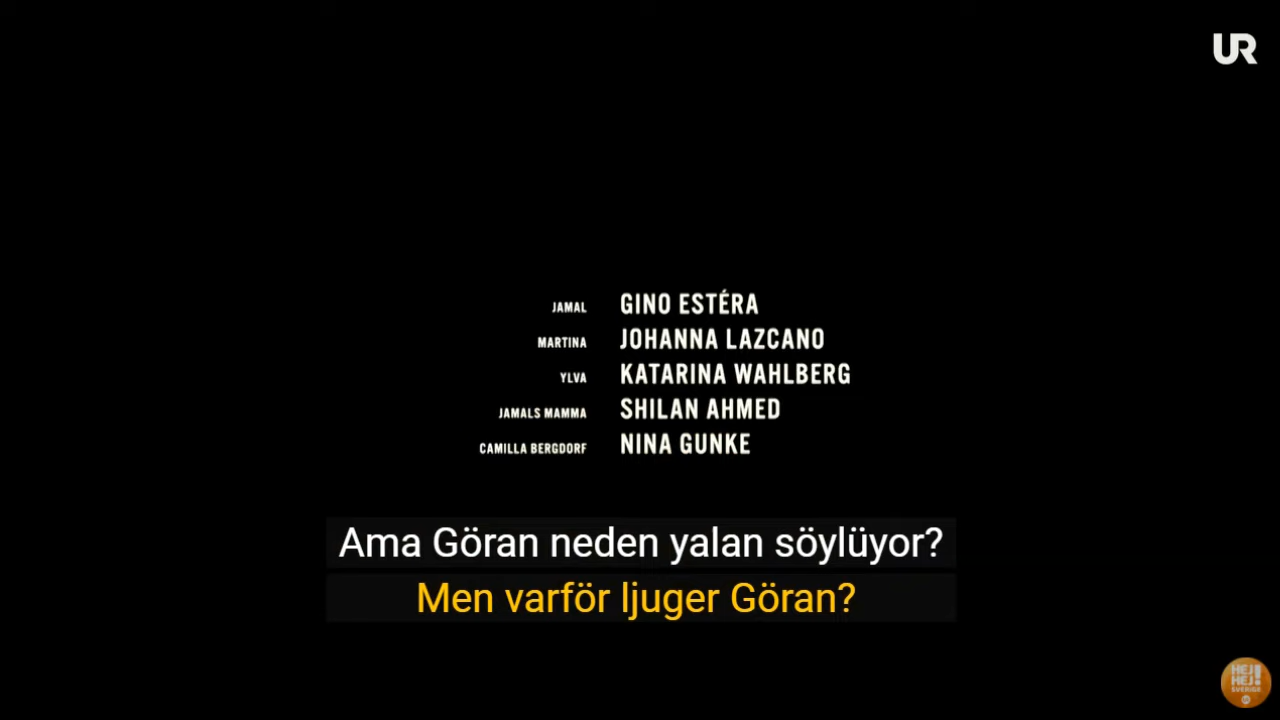 UR
JAMAL GINO ESTÉRA
MARTINA JOHANNA LAZCANO
YLVA KATARINA WAHLBERG
JAMALS MAMMA SHILAN AHMED
CAMILLA BERGDORF NINA GUNKE
Ama Göran neden yalan söylüyor?
Men varför ljuger Göran?
HEJ
HEJ!
SVERIGE